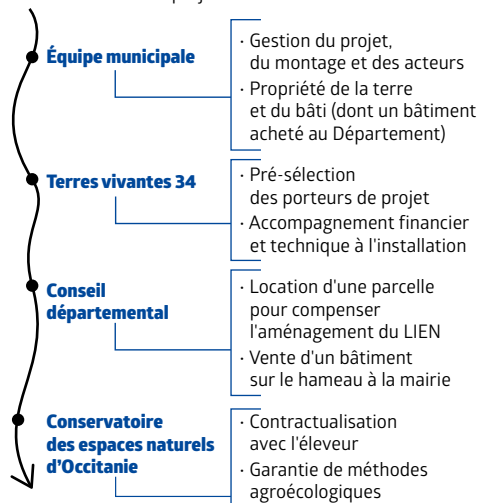 Équipe municipale
· Gestion du projet,
du montage et des acteurs
· Propriété de la terre
et du bâti (dont un bâtiment
acheté au Département)
Terres vivantes 34
· Pré-sélection
des porteurs de projet
· Accompagnement financier
et technique à l'installation
Conseil
départemental
· Location d'une parcelle
pour compenser
l'aménagement du LIEN
· Vente d'un bâtiment
sur le hameau à la mairie
Conservatoire
des espaces naturels
d'Occitanie
· Contractualisation
avec l'éleveur
· Garantie de méthodes
agroécologiques